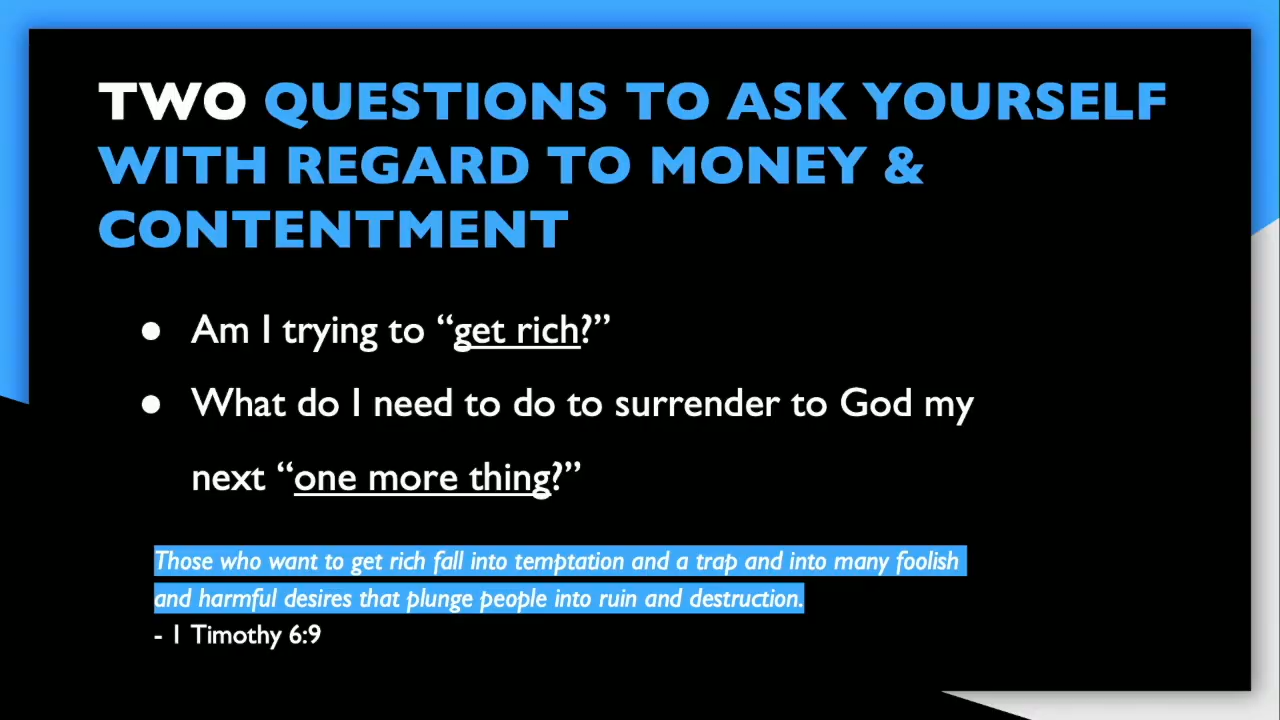 TWO QUESTIONS TO ASK YOURSELF
WITH REGARD TO MONEY &
CONTENTMENT
● Am I trying to “get rich?”
● What do I need to do to surrender to God my
next “one more thing?”
Those who want to get rich fall into temptation and a trap and into many foolish
and harmful desires that plunge people into ruin and destruction.
- 1 Timothy 6:9